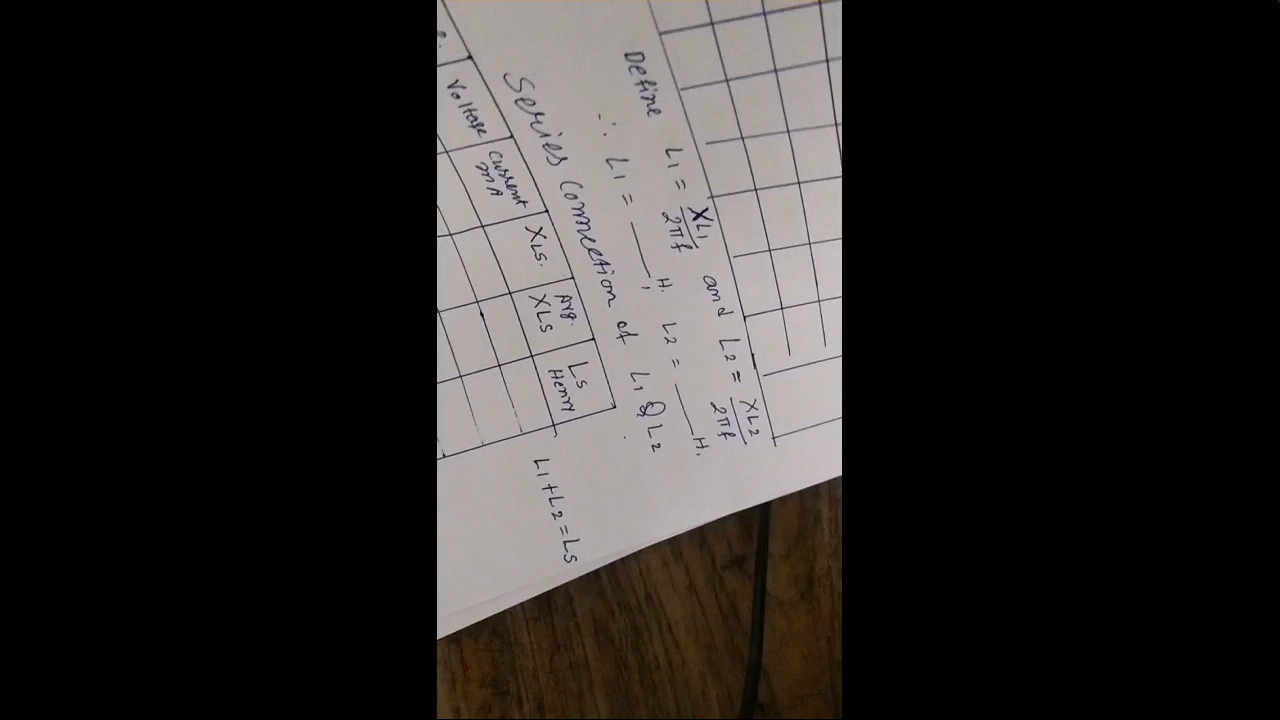 Define L1 = XL1/2πf and L2 = XL2/2πf
∴ L1 = ____ H, L2 = ____ H.
Series Connection of L1 & L2
Voltage Current mA XLS. Avg. XLS LS Henry
L1+L2=LS